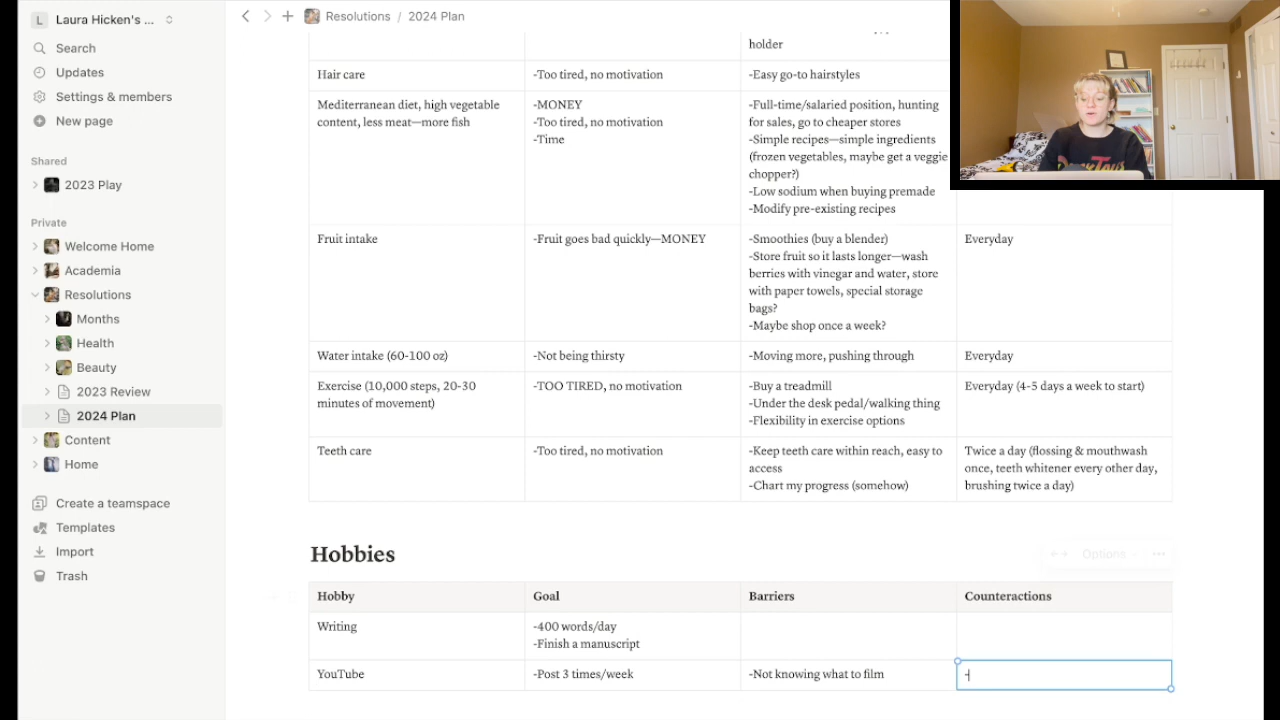 L Laura Hicken's ...
Search
Updates
Settings & members
New page
Shared
2023 Play
Private
Welcome Home
Academia
Resolutions
Months
Health
Beauty
2023 Review
2024 Plan
Content
Home
Create a teamspace
Templates
Import
Trash
Resolutions / 2024 Plan
holder
Hair care
-Too tired, no motivation
-Easy go-to hairstyles
Mediterranean diet, high vegetable
content, less meat—more fish
-MONEY
-Too tired, no motivation
-Time
-Full-time/salaried position, hunting
for sales, go to cheaper stores
-Simple recipes—simple ingredients
(frozen vegetables, maybe get a veggie
chopper?)
-Low sodium when buying premade
-Modify pre-existing recipes
Fruit intake
-Fruit goes bad quickly—MONEY
-Smoothies (buy a blender)
-Store fruit so it lasts longer—wash
berries with vinegar and water, store
with paper towels, special storage
bags?
-Maybe shop once a week?
Everyday
Water intake (60-100 oz)
-Not being thirsty
-Moving more, pushing through
Everyday
Exercise (10,000 steps, 20-30
minutes of movement)
-TOO TIRED, no motivation
-Buy a treadmill
-Under the desk pedal/walking thing
-Flexibility in exercise options
Everyday (4-5 days a week to start)
Teeth care
-Too tired, no motivation
-Keep teeth care within reach, easy to
access
-Chart my progress (somehow)
Twice a day (flossing & mouthwash
once, teeth whitener every other day,
brushing twice a day)
Hobbies
Options
Hobby
Goal
Barriers
Counteractions
Writing
-400 words/day
-Finish a manuscript
YouTube
-Post 3 times/week
-Not knowing what to film
-